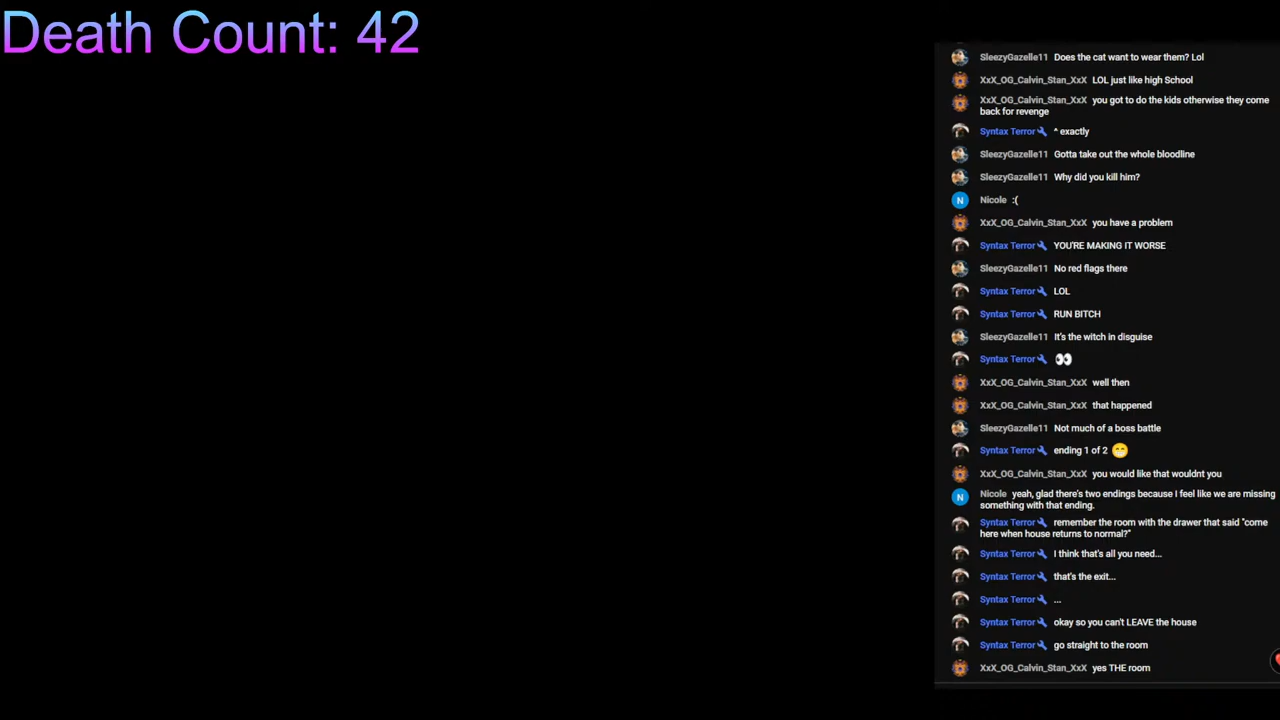 Death Count: 42
SleezyGazelle11 Does the cat want to wear them? Lol
XxX_OG_Calvin_Stan_XxX LOL just like high School
XxX_OG_Calvin_Stan_XxX you got to do the kids otherwise they come
back for revenge
Syntax Terror ^ exactly
SleezyGazelle11 Gotta take out the whole bloodline
SleezyGazelle11 Why did you kill him?
N Nicole :(
XxX_OG_Calvin_Stan_XxX you have a problem
Syntax Terror YOU'RE MAKING IT WORSE
SleezyGazelle11 No red flags there
Syntax Terror LOL
Syntax Terror RUN BITCH
SleezyGazelle11 It's the witch in disguise
Syntax Terror 👀
XxX_OG_Calvin_Stan_XxX well then
XxX_OG_Calvin_Stan_XxX that happened
SleezyGazelle11 Not much of a boss battle
Syntax Terror ending 1 of 2 😁
XxX_OG_Calvin_Stan_XxX you would like that wouldnt you
N Nicole yeah, glad there's two endings because I feel like we are missing
something with that ending.
Syntax Terror remember the room with the drawer that said "come
here when house returns to normal?"
Syntax Terror I think that's all you need...
Syntax Terror that's the exit...
Syntax Terror ...
Syntax Terror okay so you can't LEAVE the house
Syntax Terror go straight to the room
XxX_OG_Calvin_Stan_XxX yes THE room